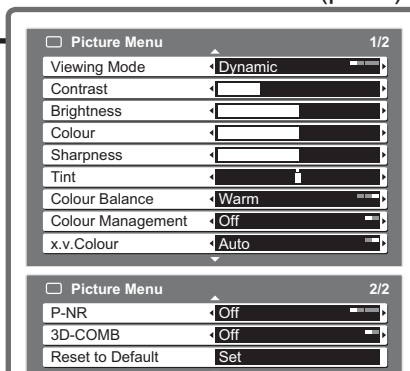 Picture Menu 1/2
Viewing Mode Dynamic
Contrast
Brightness
Colour
Sharpness
Tint
Colour Balance Warm
Colour Management Off
x.v.Colour Auto
Picture Menu 2/2
P-NR Off
3D-COMB Off
Reset to Default Set